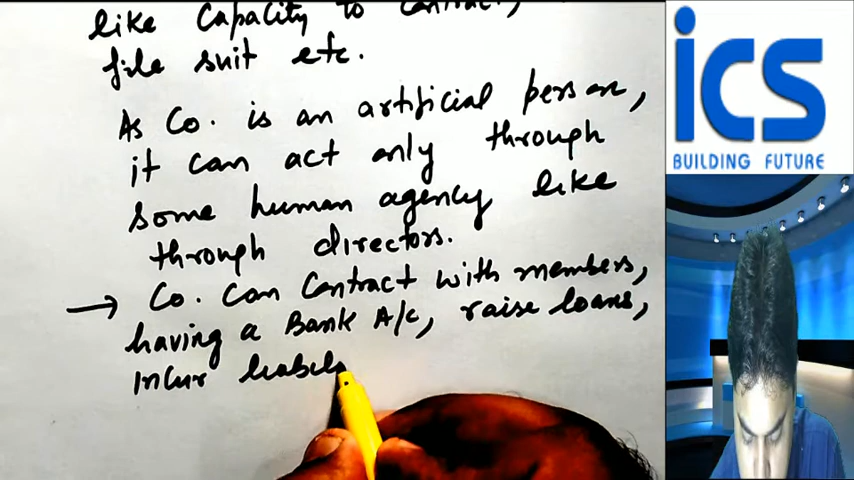 like capacity to contract,
file suit etc.
As Co. is an artificial person,
it can act only through
some human agency like
through directors.
→ Co. can contract with members,
having a Bank A/c, raise loans,
incur liabil
ics
BUILDING FUTURE